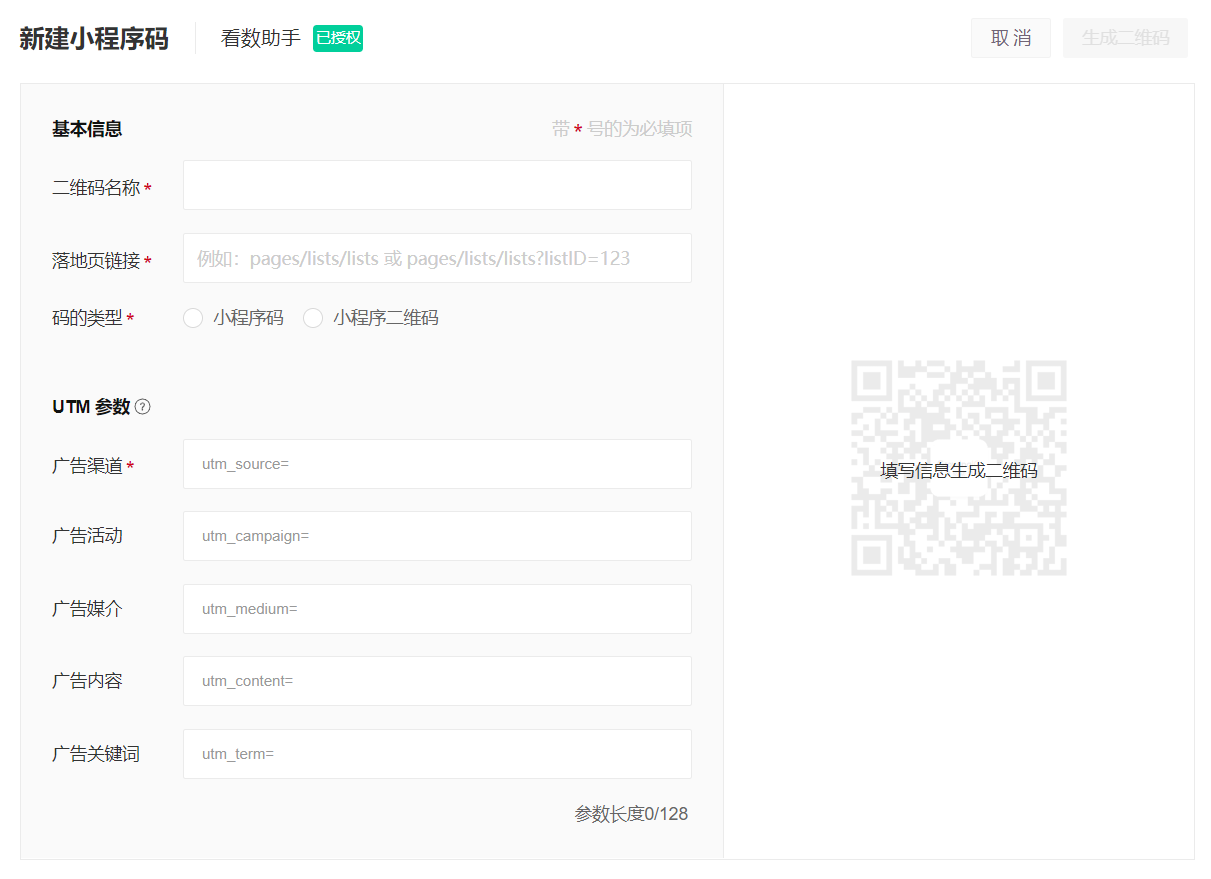 新建小程序码 看数助手 已授权 取 消 生成二维码
基本信息 带 * 号的为必填项
二维码名称 *
落地页链接 * 例如：pages/lists/lists 或 pages/lists/lists?listID=123
码的类型 * 小程序码 小程序二维码
UTM 参数 ?
广告渠道 * utm_source=
广告活动 utm_campaign=
广告媒介 utm_medium=
广告内容 utm_content=
广告关键词 utm_term=
参数长度0/128
填写信息生成二维码